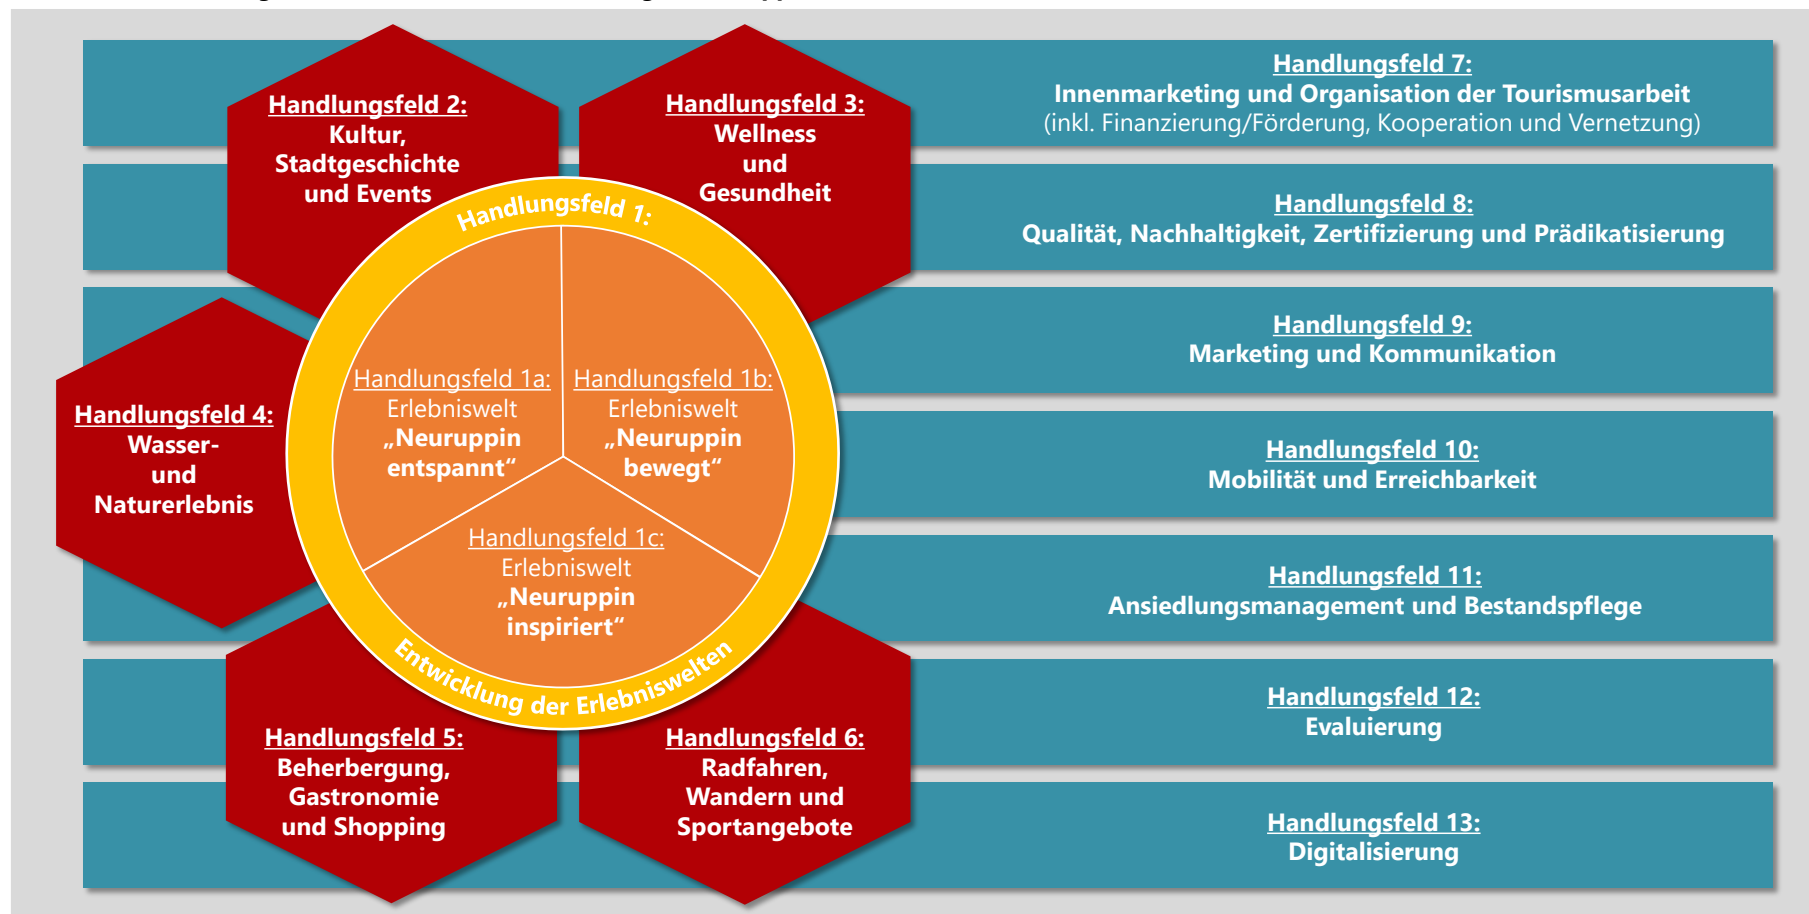 Handlungsfeld 2:
Kultur,
Stadtgeschichte
und Events
Handlungsfeld 3:
Wellness
und
Gesundheit
Handlungsfeld 4:
Wasser-
und
Naturerlebnis
Handlungsfeld 1:
Handlungsfeld 1a:
Erlebniswelt
„Neuruppin
entspannt“
Handlungsfeld 1b:
Erlebniswelt
„Neuruppin
bewegt“
Handlungsfeld 1c:
Erlebniswelt
„Neuruppin
inspiriert“
Entwicklung der Erlebniswelten
Handlungsfeld 5:
Beherbergung,
Gastronomie
und Shopping
Handlungsfeld 6:
Radfahren,
Wandern und
Sportangebote
Handlungsfeld 7:
Innenmarketing und Organisation der Tourismusarbeit
(inkl. Finanzierung/Förderung, Kooperation und Vernetzung)
Handlungsfeld 8:
Qualität, Nachhaltigkeit, Zertifizierung und Prädikatisierung
Handlungsfeld 9:
Marketing und Kommunikation
Handlungsfeld 10:
Mobilität und Erreichbarkeit
Handlungsfeld 11:
Ansiedlungsmanagement und Bestandspflege
Handlungsfeld 12:
Evaluierung
Handlungsfeld 13:
Digitalisierung